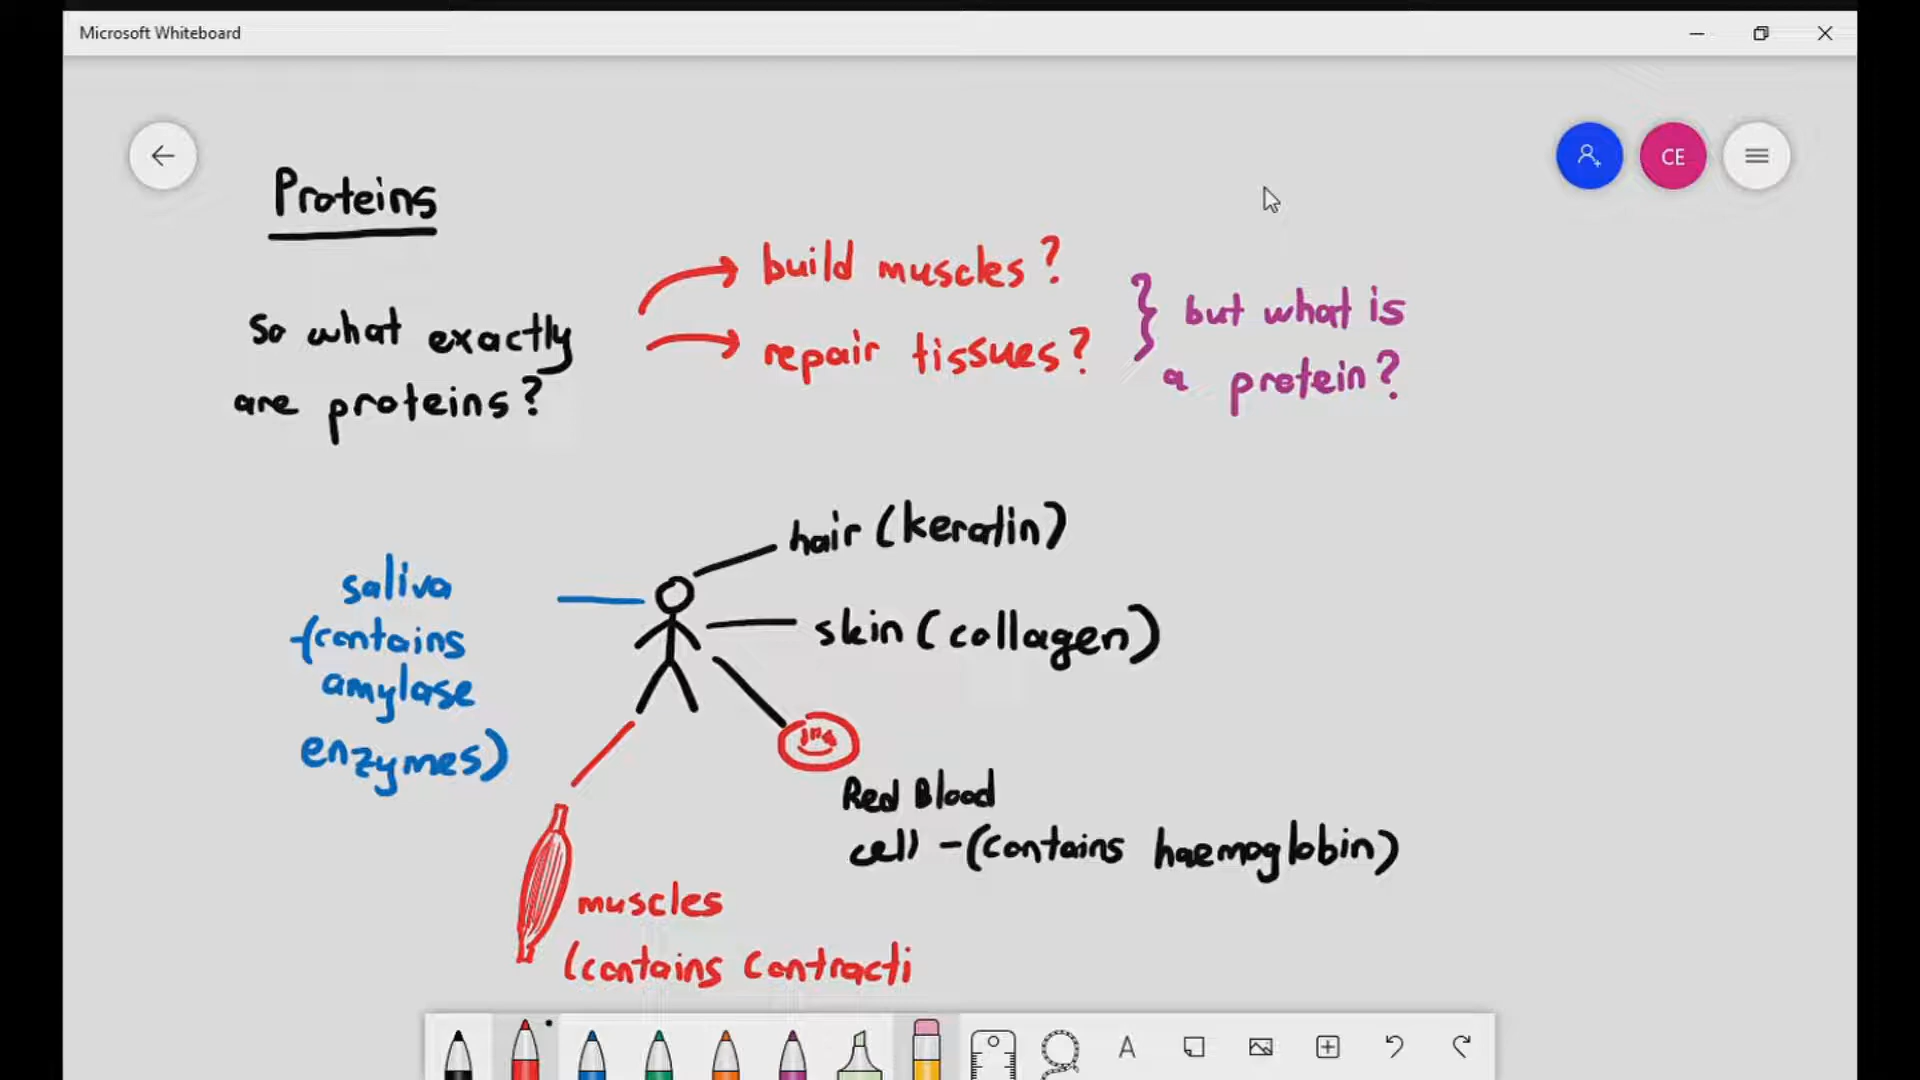 Microsoft Whiteboard
CE
Proteins
So what exactly
are proteins?
build muscles?
repair tissues?
but what is
a protein?
hair (keratin)
skin (collagen)
saliva
-(contains
amylase
enzymes)
Red Blood
cell -(contains haemoglobin)
muscles
(contains contracti
A